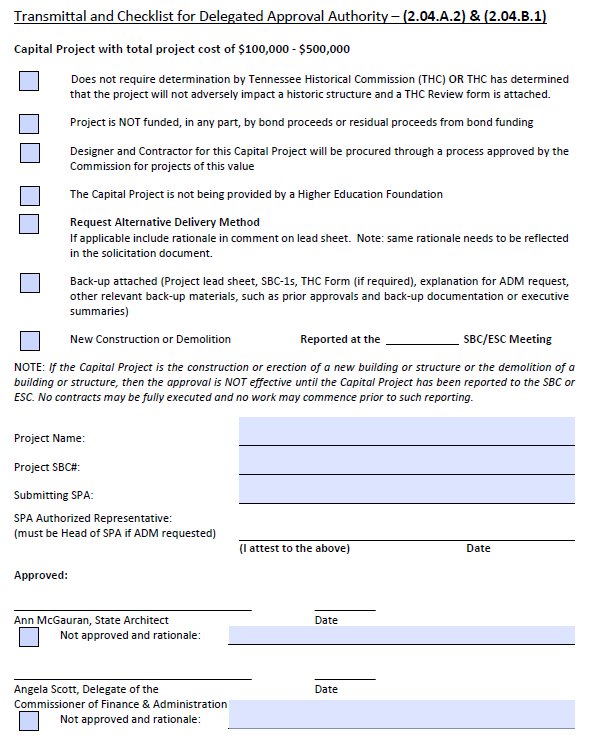 Transmittal and Checklist for Delegated Approval Authority – (2.04.A.2) & (2.04.B.1)
Capital Project with total project cost of $100,000 - $500,000
Does not require determination by Tennessee Historical Commission (THC) OR THC has determined
that the project will not adversely impact a historic structure and a THC Review form is attached.
Project is NOT funded, in any part, by bond proceeds or residual proceeds from bond funding
Designer and Contractor for this Capital Project will be procured through a process approved by the
Commission for projects of this value
The Capital Project is not being provided by a Higher Education Foundation
Request Alternative Delivery Method
If applicable include rationale in comment on lead sheet. Note: same rationale needs to be reflected
in the solicitation document.
Back-up attached (Project lead sheet, SBC-1s, THC Form (if required), explanation for ADM request,
other relevant back-up materials, such as prior approvals and back-up documentation or executive
summaries)
New Construction or Demolition Reported at the ____________ SBC/ESC Meeting
NOTE: If the Capital Project is the construction or erection of a new building or structure or the demolition of a
building or structure, then the approval is NOT effective until the Capital Project has been reported to the SBC or
ESC. No contracts may be fully executed and no work may commence prior to such reporting.
Project Name:
Project SBC#:
Submitting SPA:
SPA Authorized Representative:
(must be Head of SPA if ADM requested)
(I attest to the above) Date
Approved:
Ann McGauran, State Architect Date
Not approved and rationale:
Angela Scott, Delegate of the Date
Commissioner of Finance & Administration
Not approved and rationale: